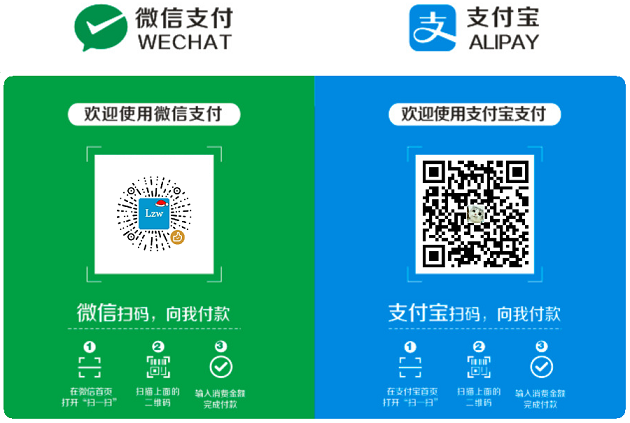 微信支付
WECHAT
支付宝
ALIPAY
支
欢迎使用微信支付
Lzw
微信扫码，向我付款
1
2
3
在微信首页
打开“扫一扫”
扫描上面的
二维码
输入消费金额
完成付款
欢迎使用支付宝支付
支付宝扫码，向我付款
1
2
3
在支付宝首页
打开“扫一扫”
扫描上面的
二维码
输入消费金额
完成付款